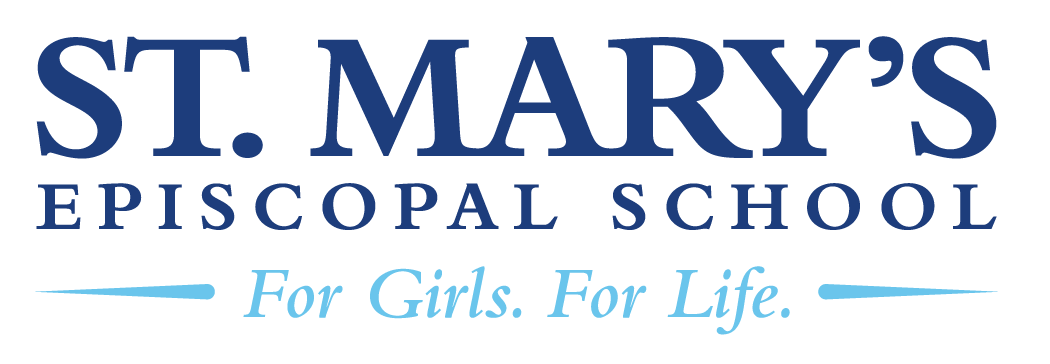 ST. MARY’S
EPISCOPAL SCHOOL
For Girls. For Life.